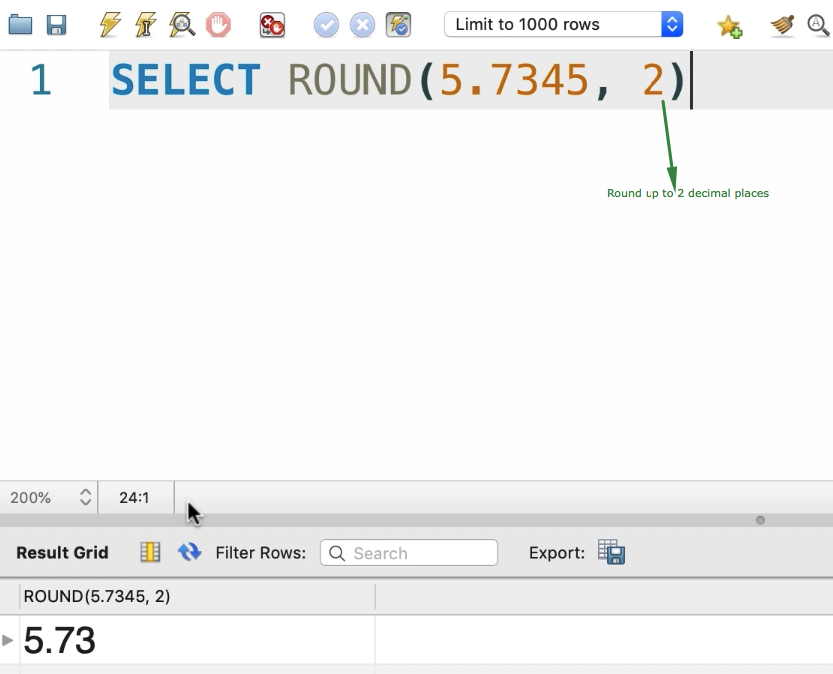 Limit to 1000 rows
1 SELECT ROUND(5.7345, 2)
Round up to 2 decimal places
200% 24:1
Result Grid Filter Rows: Search Export:
ROUND(5.7345, 2)
5.73